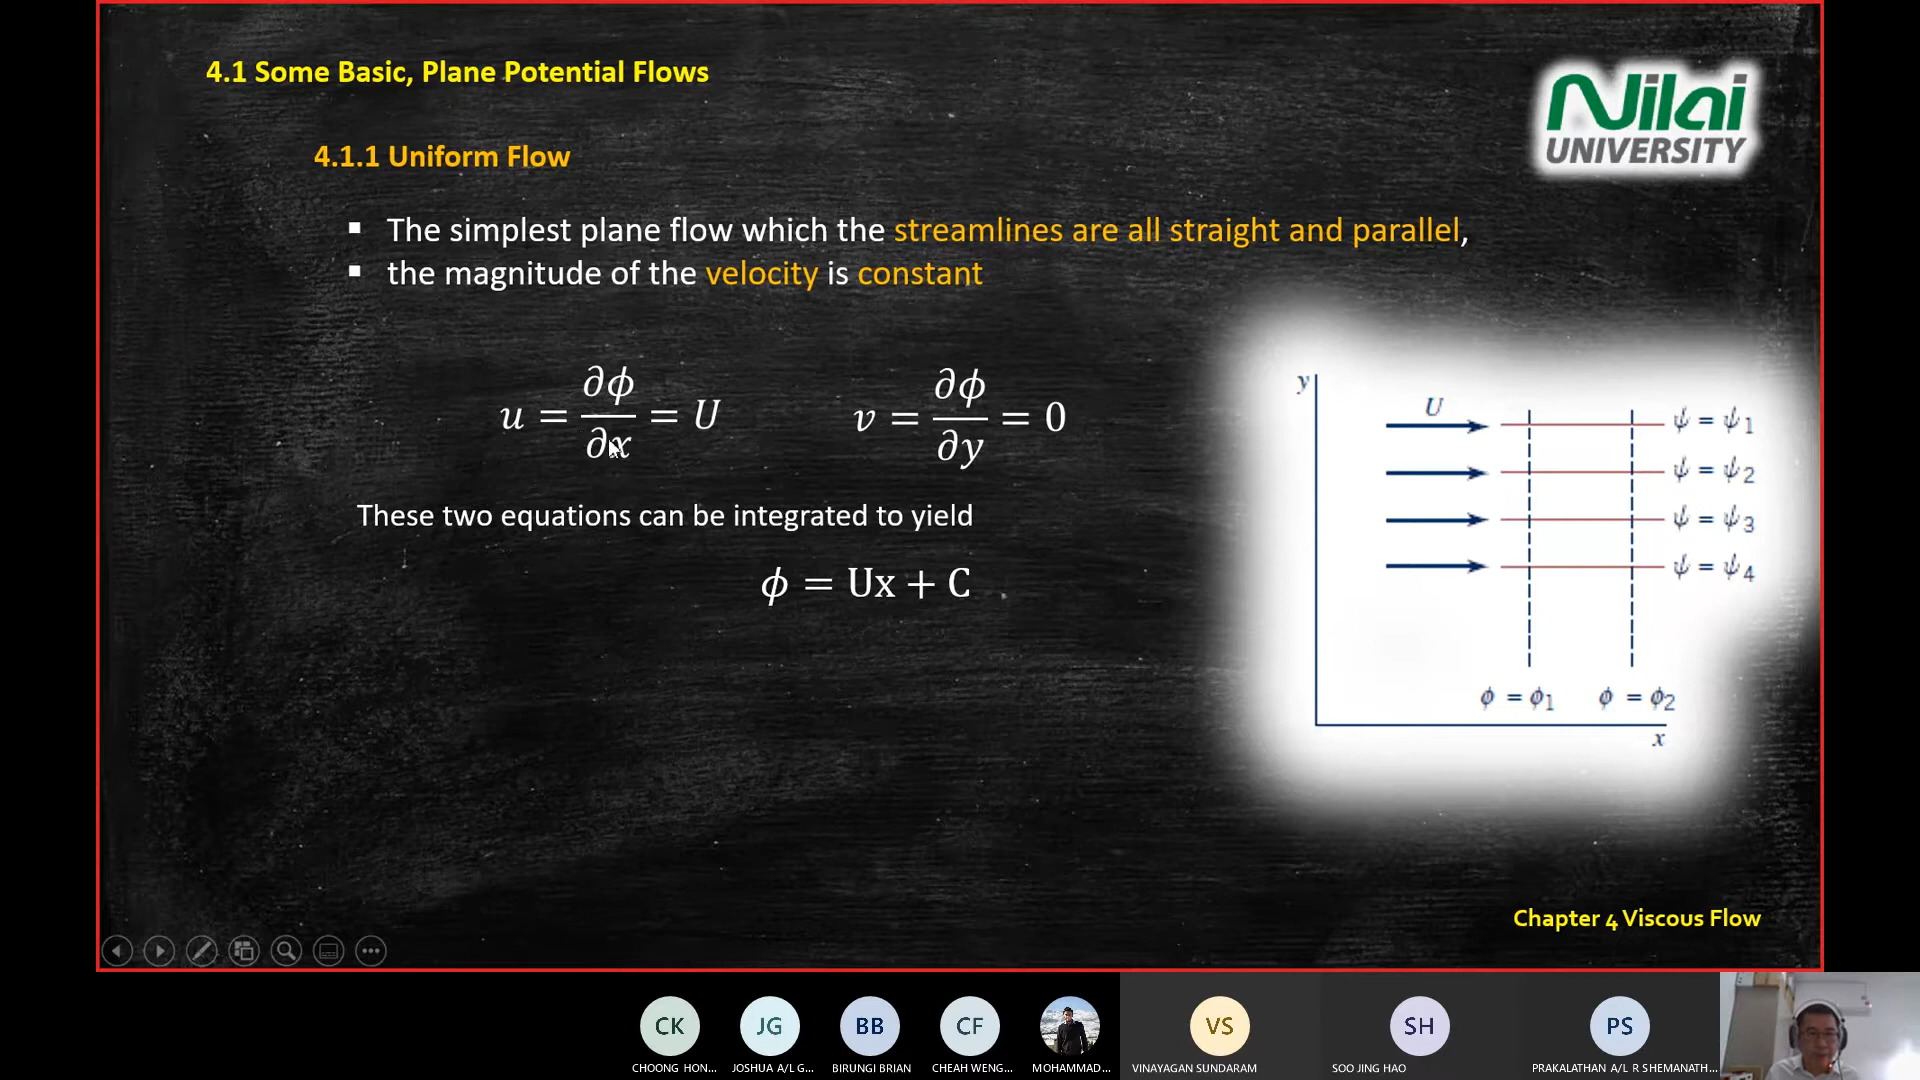 4.1 Some Basic, Plane Potential Flows
Nilai
UNIVERSITY
4.1.1 Uniform Flow
▪ The simplest plane flow which the streamlines are all straight and parallel,
▪ the magnitude of the velocity is constant
u = ∂ϕ/∂x = U
v = ∂ϕ/∂y = 0
These two equations can be integrated to yield
ϕ = Ux + C
y
U
ψ = ψ1
ψ = ψ2
ψ = ψ3
ψ = ψ4
ϕ = ϕ1
ϕ = ϕ2
x
Chapter 4 Viscous Flow
CK
JG
BB
CF
VS
SH
PS
CHOONG HON...
JOSHUA A/L G...
BIRUNGI BRIAN
CHEAH WENG...
MOHAMMAD...
VINAYAGAN SUNDARAM
SOO JING HAO
PRAKALATHAN A/L R SHEMANATH...